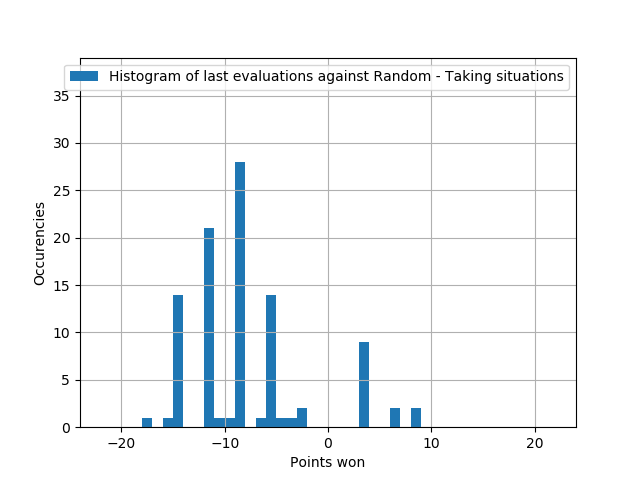 Histogram of last evaluations against Random - Taking situations
35
30
25
20
15
10
5
0
Occurencies
−20 −10 0 10 20
Points won